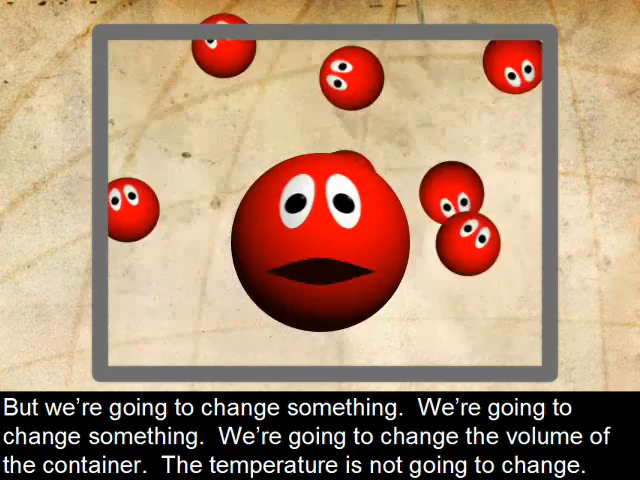 But we’re going to change something.  We’re going to
change something.  We’re going to change the volume of
the container.  The temperature is not going to change.